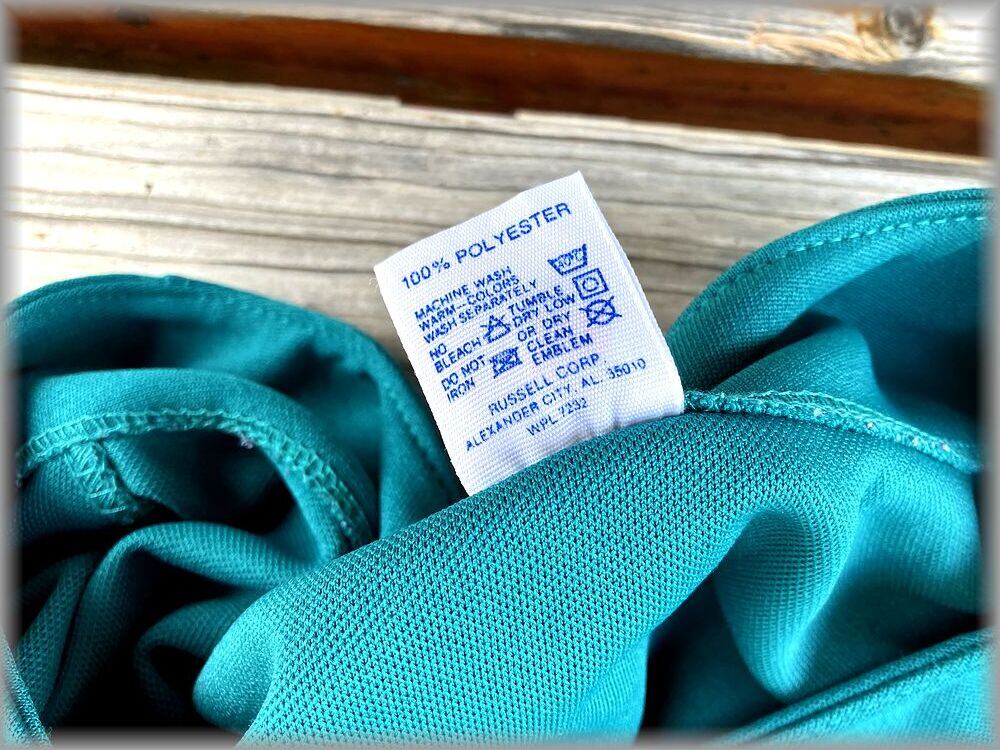 100% POLYESTER
MACHINE WASH
WARM—COLORS
WASH SEPARATELY
NO
BLEACH
TUMBLE
DRY LOW
DO NOT
IRON
OR DRY
CLEAN
EMBLEM
RUSSELL CORP.
ALEXANDER CITY, AL. 35010
WPL 7232